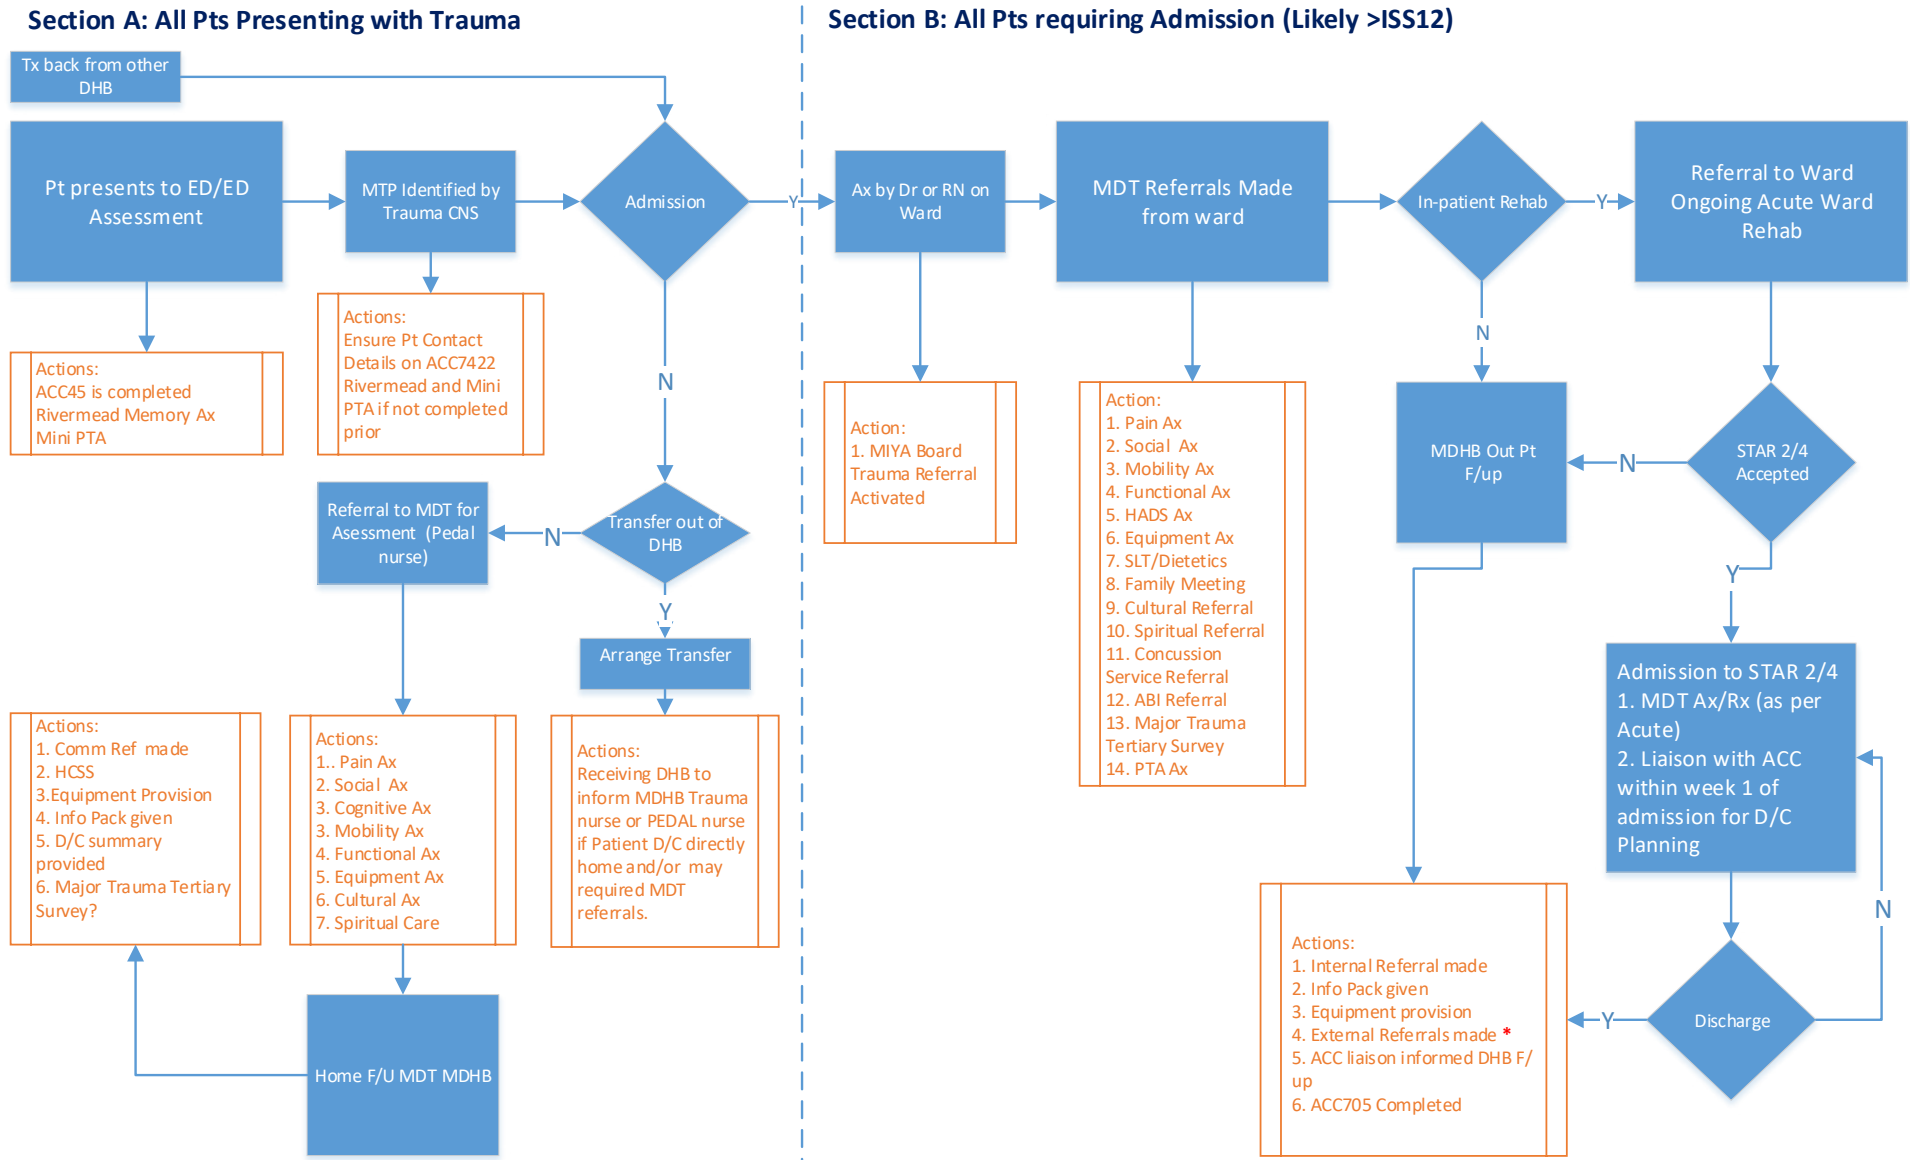 Section A: All Pts Presenting with Trauma
Tx back from other
DHB
Pt presents to ED/ED
Assessment
MTP Identified by
Trauma CNS
Admission
Y
N
Actions:
ACC45 is completed
Rivermead Memory Ax
Mini PTA
Actions:
Ensure Pt Contact
Details on ACC7422
Rivermead and Mini
PTA if not completed
prior
Transfer out of
DHB
N
Y
Referral to MDT for
Asessment (Pedal
nurse)
Arrange Transfer
Actions:
1. Comm Ref made
2. HCSS
3.Equipment Provision
4. Info Pack given
5. D/C summary
provided
6. Major Trauma Tertiary
Survey?
Actions:
1.. Pain Ax
2. Social Ax
3. Cognitive Ax
3. Mobility Ax
4. Functional Ax
5. Equipment Ax
6. Cultural Ax
7. Spiritual Care
Actions:
Receiving DHB to
inform MDHB Trauma
nurse or PEDAL nurse
if Patient D/C directly
home and/or may
required MDT
referrals.
Home F/U MDT MDHB
Section B: All Pts requiring Admission (Likely >ISS12)
Ax by Dr or RN on
Ward
MDT Referrals Made
from ward
In-patient Rehab
Y
N
Referral to Ward
Ongoing Acute Ward
Rehab
Action:
1. MIYA Board
Trauma Referral
Activated
Action:
1. Pain Ax
2. Social Ax
3. Mobility Ax
4. Functional Ax
5. HADS Ax
6. Equipment Ax
7. SLT/Dietetics
8. Family Meeting
9. Cultural Referral
10. Spiritual Referral
11. Concussion
Service Referral
12. ABI Referral
13. Major Trauma
Tertiary Survey
14. PTA Ax
MDHB Out Pt
F/up
N
STAR 2/4
Accepted
Y
Admission to STAR 2/4
1. MDT Ax/Rx (as per
Acute)
2. Liaison with ACC
within week 1 of
admission for D/C
Planning
N
Discharge
Y
Actions:
1. Internal Referral made
2. Info Pack given
3. Equipment provision
4. External Referrals made *
5. ACC liaison informed DHB F/
up
6. ACC705 Completed